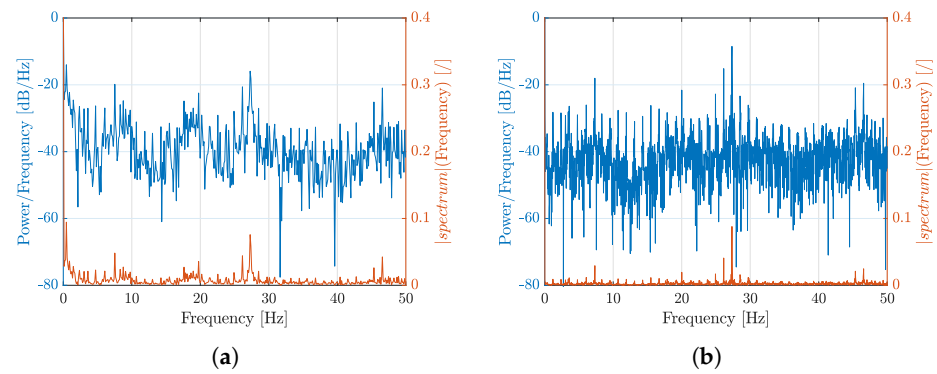 0
-20
-40
-60
-80
Power/Frequency [dB/Hz]
0.4
0.3
0.2
0.1
0
|spectrum|(Frequency) [/]
0 10 20 30 40 50
Frequency [Hz]
(a)
0
-20
-40
-60
-80
Power/Frequency [dB/Hz]
0.4
0.3
0.2
0.1
0
|spectrum|(Frequency) [/]
0 10 20 30 40 50
Frequency [Hz]
(b)